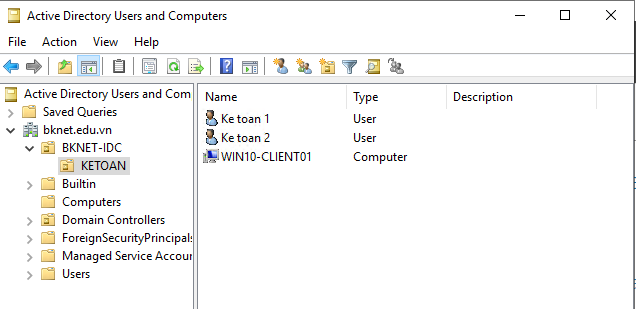 Active Directory Users and Computers
File Action View Help
Active Directory Users and Com
Saved Queries
bknet.edu.vn
BKNET-IDC
KETOAN
Builtin
Computers
Domain Controllers
ForeignSecurityPrincipals
Managed Service Accour
Users
Name Type Description
Ke toan 1 User
Ke toan 2 User
WIN10-CLIENT01 Computer